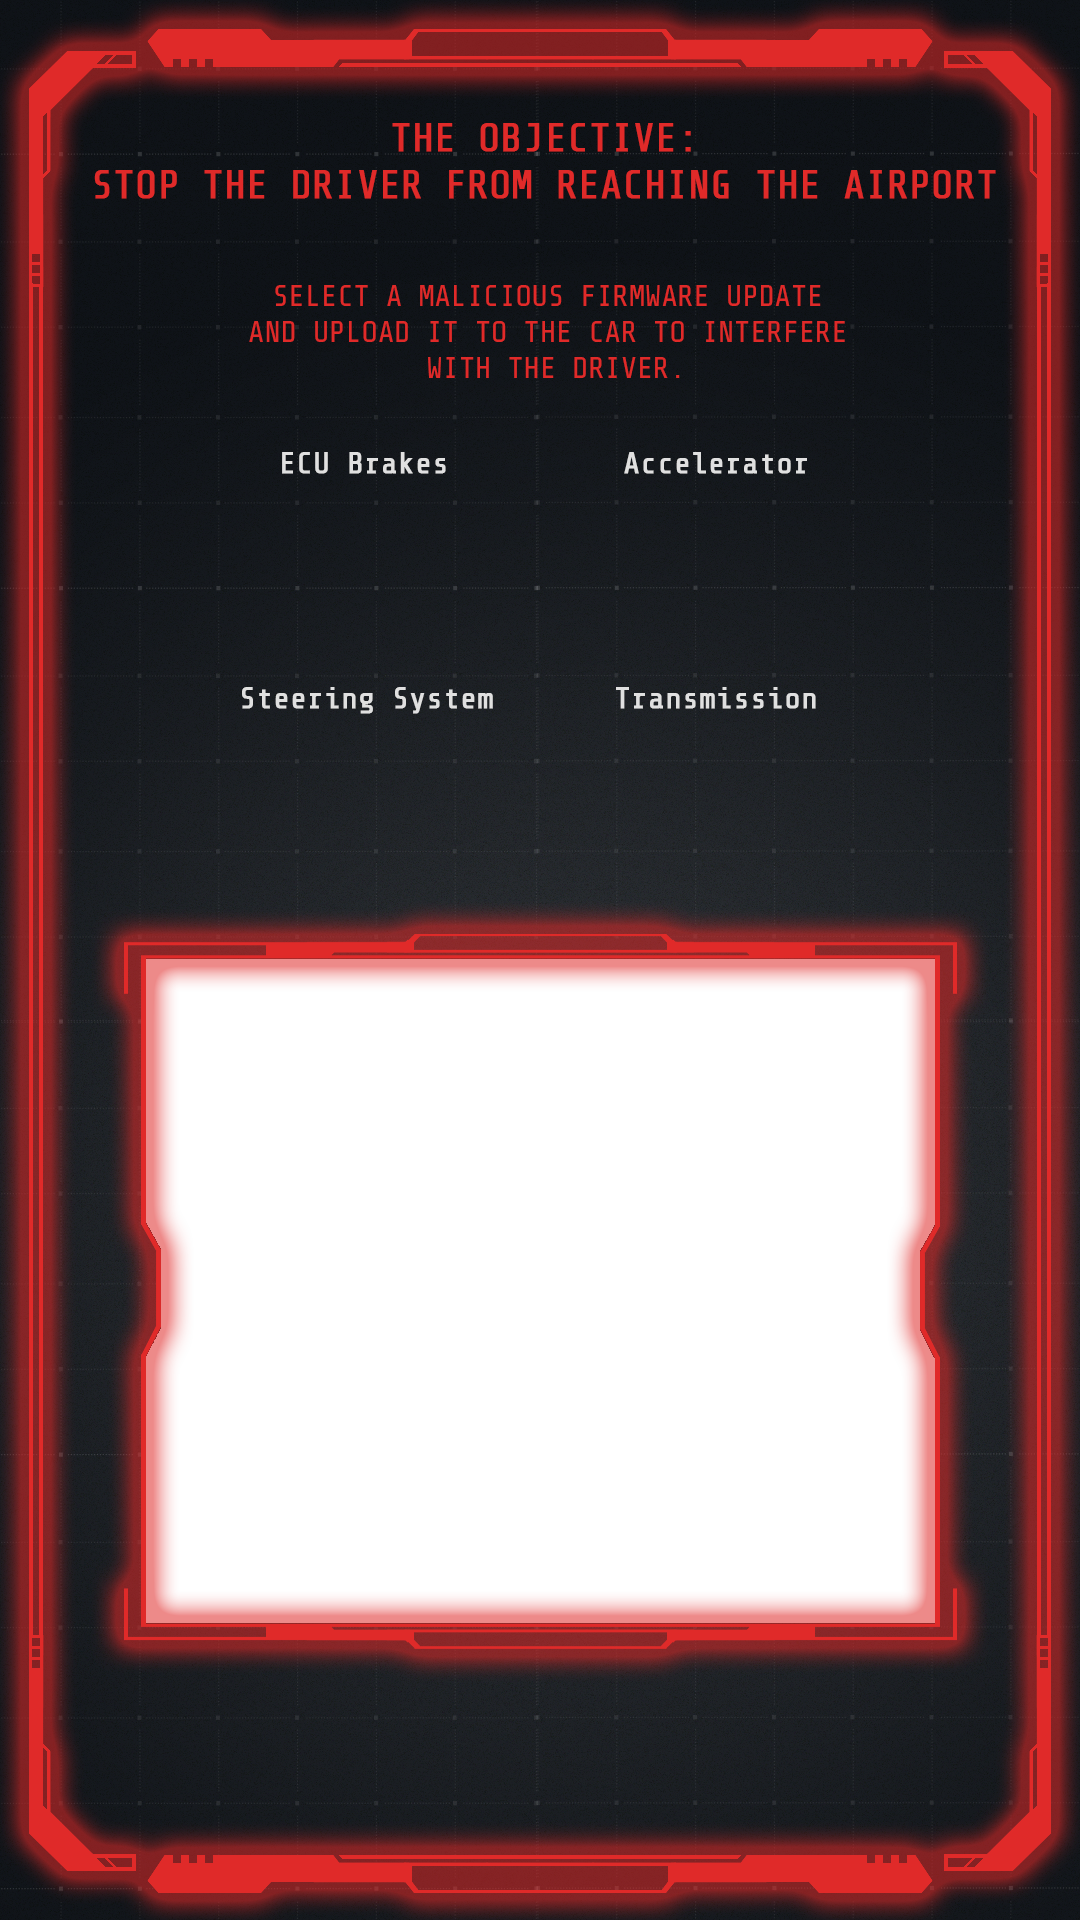 THE OBJECTIVE:
STOP THE DRIVER FROM REACHING THE AIRPORT
SELECT A MALICIOUS FIRMWARE UPDATE
AND UPLOAD IT TO THE CAR TO INTERFERE
WITH THE DRIVER.
ECU Brakes
Accelerator
Steering System
Transmission